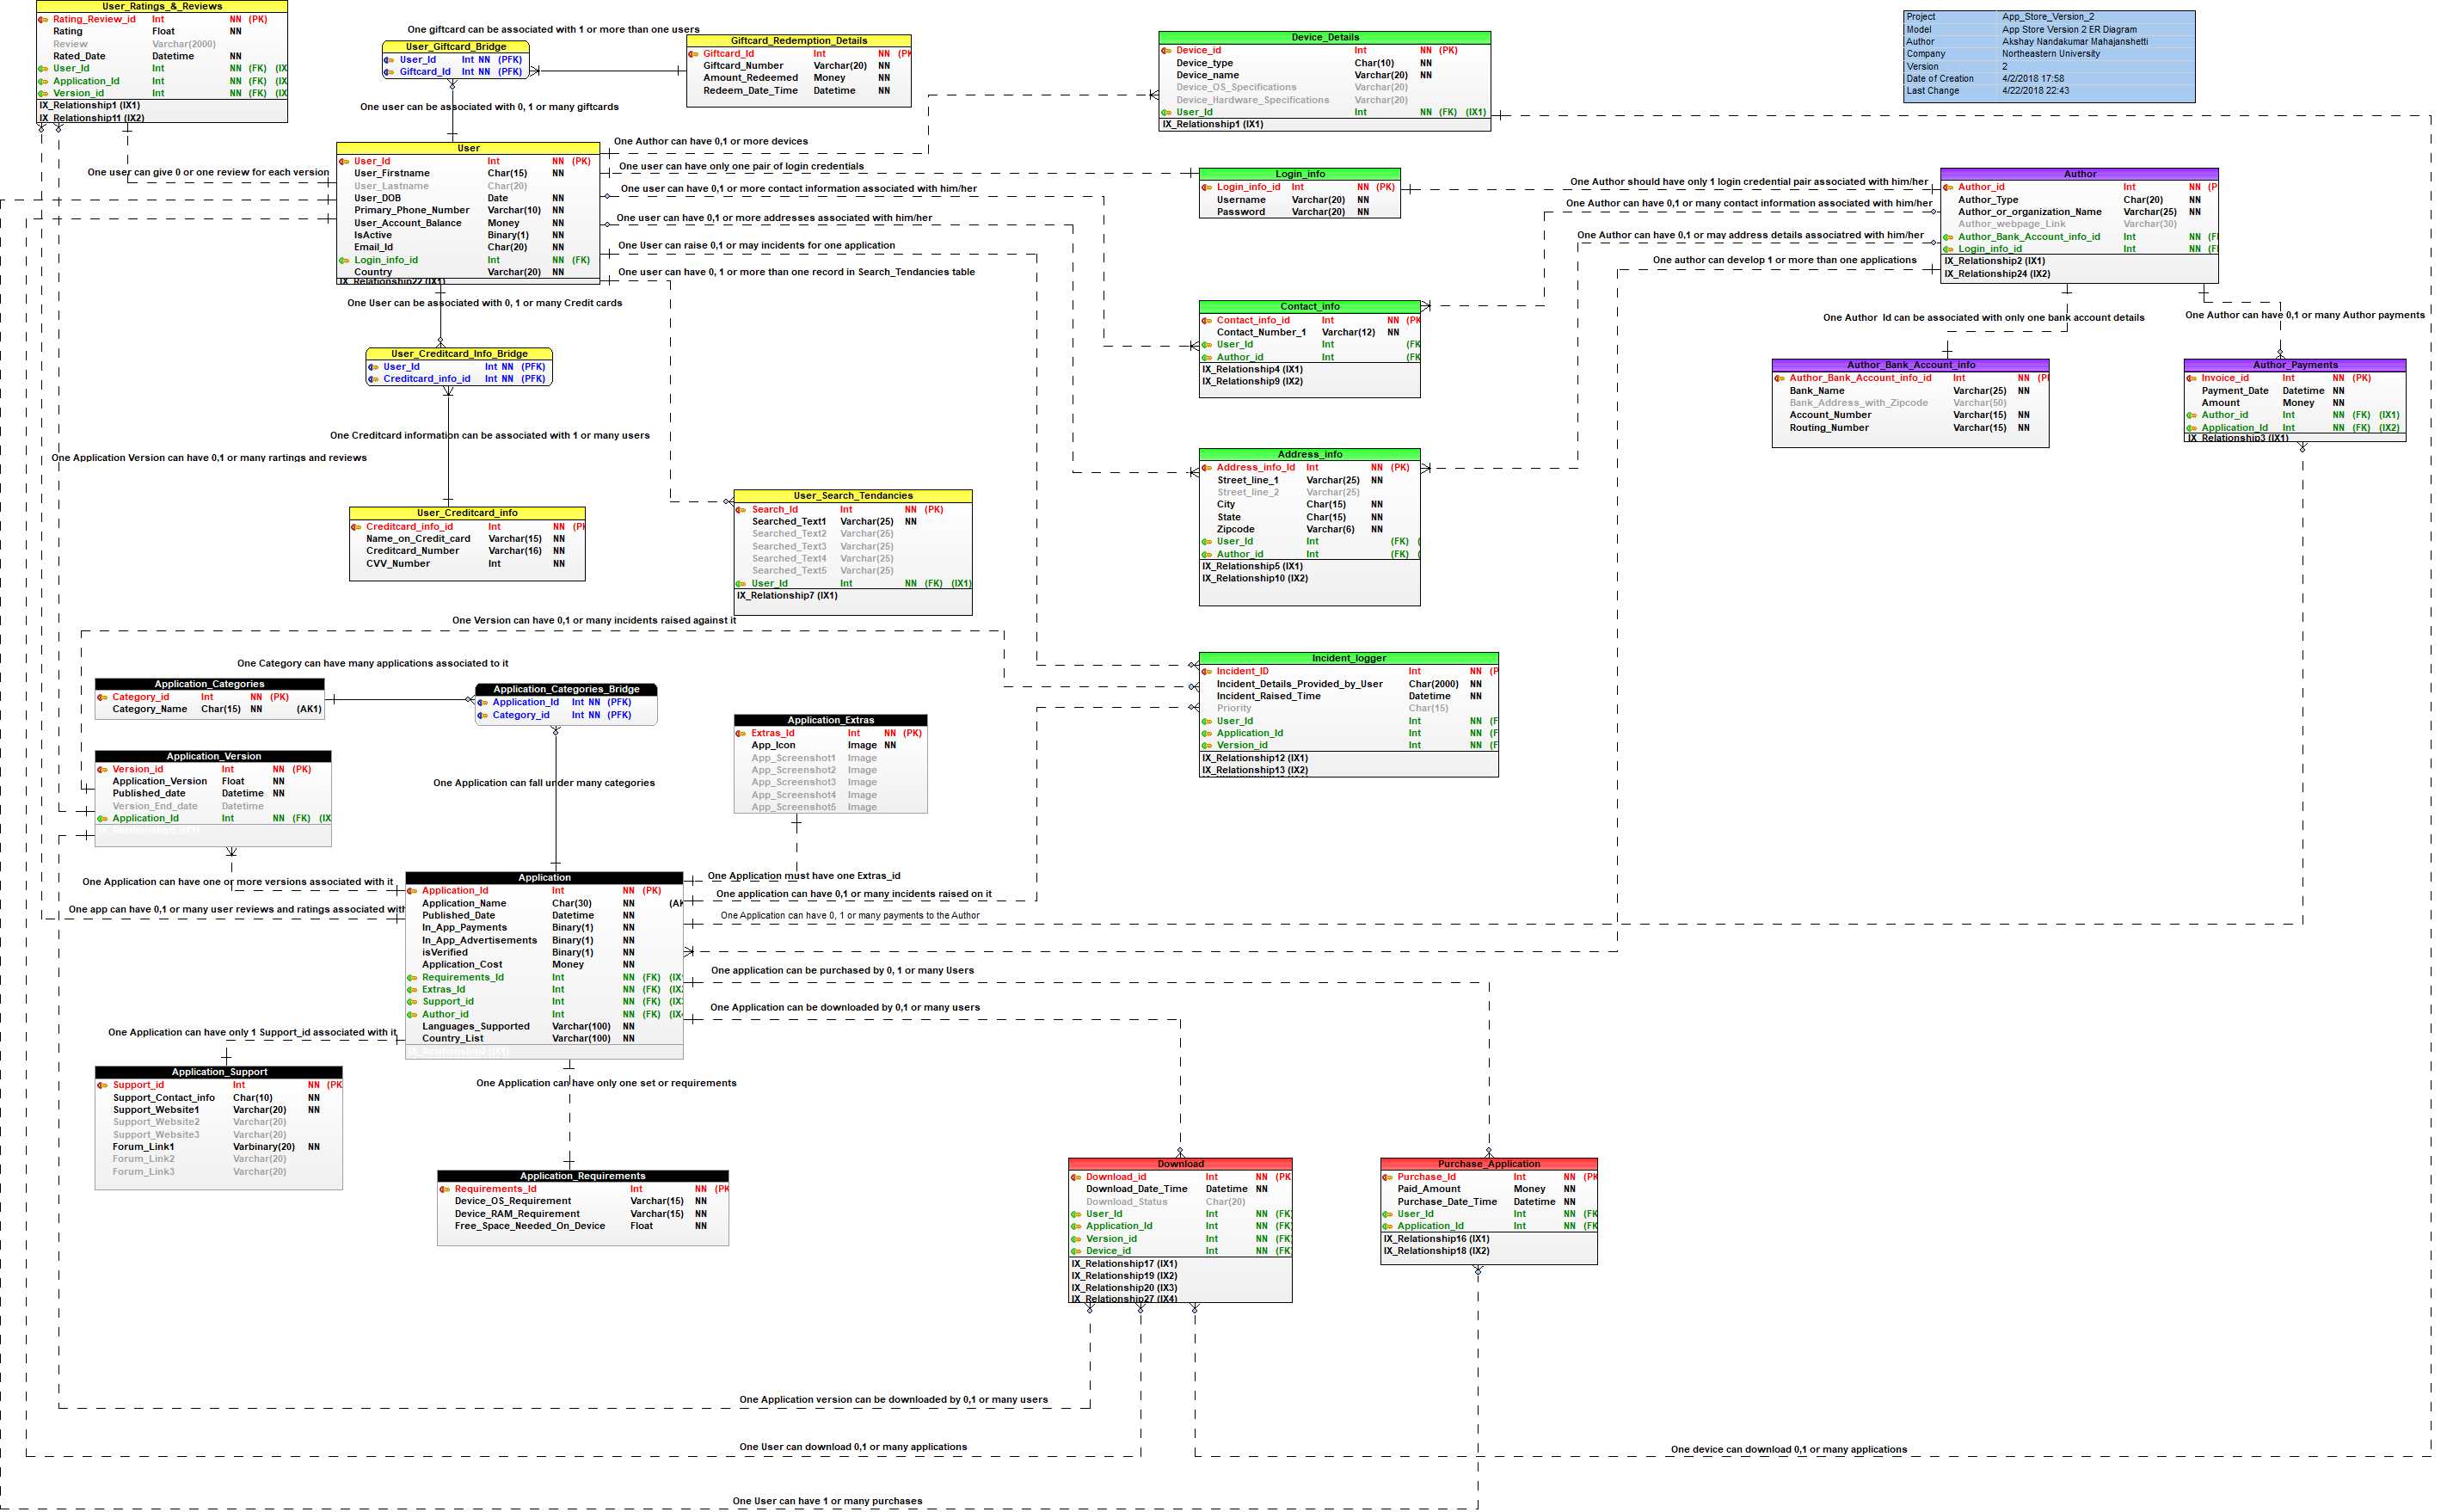 User_Ratings_&_Reviews
Rating_Review_id Int NN (PK)
Rating Float NN
Review Varchar(2000)
Rated_Date Datetime NN
User_Id Int NN (FK) (IX
Application_Id Int NN (FK) (IX
Version_id Int NN (FK) (IX
IX_Relationship1 (IX1)
IX_Relationship11 (IX2)
One giftcard can be associated with 1 or more than one users
User_Giftcard_Bridge
User_Id Int NN (PFK)
Giftcard_Id Int NN (PFK)
Giftcard_Redemption_Details
Giftcard_Id Int NN (PK
Giftcard_Number Varchar(20) NN
Amount_Redeemed Money NN
Redeem_Date_Time Datetime NN
One user can be associated with 0, 1 or many giftcards
Device_Details
Device_id Int NN (PK)
Device_type Char(10) NN
Device_name Varchar(20) NN
Device_OS_Specifications Varchar(20)
Device_Hardware_Specifications Varchar(20)
User_Id Int NN (FK) (IX1)
IX_Relationship1 (IX1)
Project App_Store_Version_2
Model App Store Version 2 ER Diagram
Author Akshay Nandakumar Mahajanshetti
Company Northeastern University
Version 2
Date of Creation 4/2/2018 17:58
Last Change 4/22/2018 22:43
User
User_Id Int NN (PK)
User_Firstname Char(15) NN
User_Lastname Char(20)
User_DOB Date NN
Primary_Phone_Number Varchar(10) NN
User_Account_Balance Money NN
IsActive Binary(1) NN
Email_Id Char(20) NN
Login_info_id Int NN (FK)
Country Varchar(20) NN
IX_Relationship22 (IX1)
One user can give 0 or one review for each version
One Author can have 0,1 or more devices
One user can have only one pair of login credentials
One user can have 0,1 or more contact information associated with him/her
One user can have 0,1 or more addresses associated with him/her
One User can raise 0,1 or may incidents for one application
One user can have 0, 1 or more than one record in Search_Tendancies table
Login_info
Login_info_id Int NN (PK)
Username Varchar(20) NN
Password Varchar(20) NN
One Author should have only 1 login credential pair associated with him/her
One Author can have 0,1 or many contact information associated with him/her
One Author can have 0,1 or may address details associatred with him/her
One author can develop 1 or more than one applications
Author
Author_id Int NN (P
Author_Type Char(20) NN
Author_or_organization_Name Varchar(25) NN
Author_webpage_Link Varchar(30)
Author_Bank_Account_info_id Int NN (F
Login_info_id Int NN (F
IX_Relationship2 (IX1)
IX_Relationship24 (IX2)
One User can be associated with 0, 1 or many Credit cards
User_Creditcard_Info_Bridge
User_Id Int NN (PFK)
Creditcard_info_id Int NN (PFK)
One Creditcard information can be associated with 1 or many users
One Application Version can have 0,1 or many rartings and reviews
User_Creditcard_info
Creditcard_info_id Int NN (PK
Name_on_Credit_card Varchar(15) NN
Creditcard_Number Varchar(16) NN
CVV_Number Int NN
User_Search_Tendancies
Search_Id Int NN (PK)
Searched_Text1 Varchar(25) NN
Searched_Text2 Varchar(25)
Searched_Text3 Varchar(25)
Searched_Text4 Varchar(25)
Searched_Text5 Varchar(25)
User_Id Int NN (FK) (IX1)
IX_Relationship7 (IX1)
Contact_info
Contact_info_id Int NN (PK
Contact_Number_1 Varchar(12) NN
User_Id Int (FK
Author_id Int (FK
IX_Relationship4 (IX1)
IX_Relationship9 (IX2)
Address_info
Address_info_Id Int NN (PK)
Street_line_1 Varchar(25) NN
Street_line_2 Varchar(25)
City Char(15) NN
State Char(15) NN
Zipcode Varchar(6) NN
User_Id Int (FK) (
Author_id Int (FK) (
IX_Relationship5 (IX1)
IX_Relationship10 (IX2)
One Author Id can be associated with only one bank account details
One Author can have 0,1 or many Author payments
Author_Bank_Account_info
Author_Bank_Account_info_id Int NN (P
Bank_Name Varchar(25) NN
Bank_Address_with_Zipcode Varchar(50)
Account_Number Varchar(15) NN
Routing_Number Varchar(15) NN
Author_Payments
Invoice_id Int NN (PK)
Payment_Date Datetime NN
Amount Money NN
Author_id Int NN (FK) (IX1)
Application_Id Int NN (FK) (IX2)
IX_Relationship3 (IX1)
One Version can have 0,1 or many incidents raised against it
One Category can have many applications associated to it
Application_Categories
Category_id Int NN (PK)
Category_Name Char(15) NN (AK1)
Application_Categories_Bridge
Application_Id Int NN (PFK)
Category_id Int NN (PFK)
Incident_logger
Incident_ID Int NN (P
Incident_Details_Provided_by_User Char(2000) NN
Incident_Raised_Time Datetime NN
Priority Char(15)
User_Id Int NN (F
Application_Id Int NN (F
Version_id Int NN (F
IX_Relationship12 (IX1)
IX_Relationship13 (IX2)
Application_Version
Version_id Int NN (PK)
Application_Version Float NN
Published_date Datetime NN
Version_End_date Datetime
Application_Id Int NN (FK) (IX
Application_Extras
Extras_Id Int NN (PK)
App_Icon Image NN
App_Screenshot1 Image
App_Screenshot2 Image
App_Screenshot3 Image
App_Screenshot4 Image
App_Screenshot5 Image
One Application can fall under many categories
One Application can have one or more versions associated with it
One app can have 0,1 or many user reviews and ratings associated with
Application
Application_Id Int NN (PK)
Application_Name Char(30) NN (AK
Published_Date Datetime NN
In_App_Payments Binary(1) NN
In_App_Advertisements Binary(1) NN
isVerified Binary(1) NN
Application_Cost Money NN
Requirements_Id Int NN (FK) (IX
Extras_Id Int NN (FK) (IX
Support_id Int NN (FK) (IX
Author_id Int NN (FK) (IX
Languages_Supported Varchar(100) NN
Country_List Varchar(100) NN
One Application must have one Extras_id
One application can have 0,1 or many incidents raised on it
One Application can have 0, 1 or many payments to the Author
One application can be purchased by 0, 1 or many Users
One Application can be downloaded by 0,1 or many users
One Application can have only 1 Support_id associated with it
Application_Support
Support_id Int NN (PK
Support_Contact_info Char(10) NN
Support_Website1 Varchar(20) NN
Support_Website2 Varchar(20)
Support_Website3 Varchar(20)
Forum_Link1 Varbinary(20) NN
Forum_Link2 Varchar(20)
Forum_Link3 Varchar(20)
One Application can have only one set or requirements
Application_Requirements
Requirements_Id Int NN (PK
Device_OS_Requirement Varchar(15) NN
Device_RAM_Requirement Varchar(15) NN
Free_Space_Needed_On_Device Float NN
Download
Download_id Int NN (PK
Download_Date_Time Datetime NN
Download_Status Char(20)
User_Id Int NN (FK)
Application_Id Int NN (FK)
Version_id Int NN (FK)
Device_id Int NN (FK)
IX_Relationship17 (IX1)
IX_Relationship19 (IX2)
IX_Relationship20 (IX3)
IX_Relationship27 (IX4)
Purchase_Application
Purchase_Id Int NN (PK
Paid_Amount Money NN
Purchase_Date_Time Datetime NN
User_Id Int NN (FK
Application_Id Int NN (FK
IX_Relationship16 (IX1)
IX_Relationship18 (IX2)
One Application version can be downloaded by 0,1 or many users
One User can download 0,1 or many applications
One device can download 0,1 or many applications
One User can have 1 or many purchases